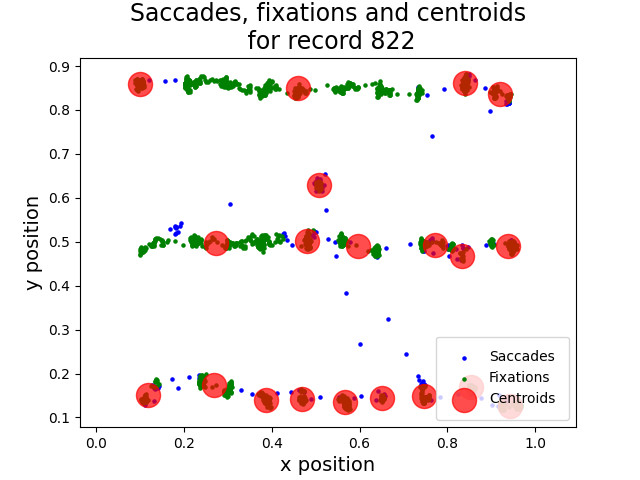 Saccades, fixations and centroids
for record 822
0.9
0.8
0.7
0.6
0.5
0.4
0.3
0.2
0.1
y position
0.0
0.2
0.4
0.6
0.8
1.0
x position
Saccades
Fixations
Centroids